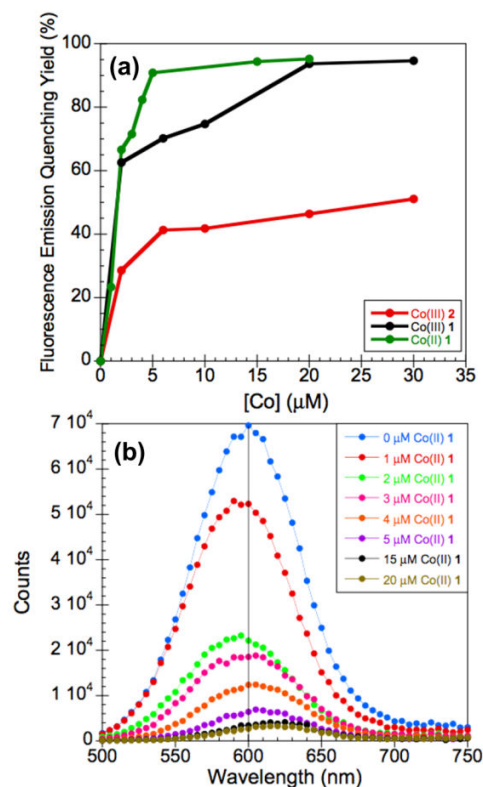 (a)
Fluorescence Emission Quenching Yield (%)
100
80
60
40
20
0
0 5 10 15 20 25 30 35
[Co] (μM)
Co(III) 2
Co(III) 1
Co(II) 1
(b)
Counts
7 10⁴
6 10⁴
5 10⁴
4 10⁴
3 10⁴
2 10⁴
1 10⁴
0
500 550 600 650 700 750
Wavelength (nm)
0 μM Co(II) 1
1 μM Co(II) 1
2 μM Co(II) 1
3 μM Co(II) 1
4 μM Co(II) 1
5 μM Co(II) 1
15 μM Co(II) 1
20 μM Co(II) 1